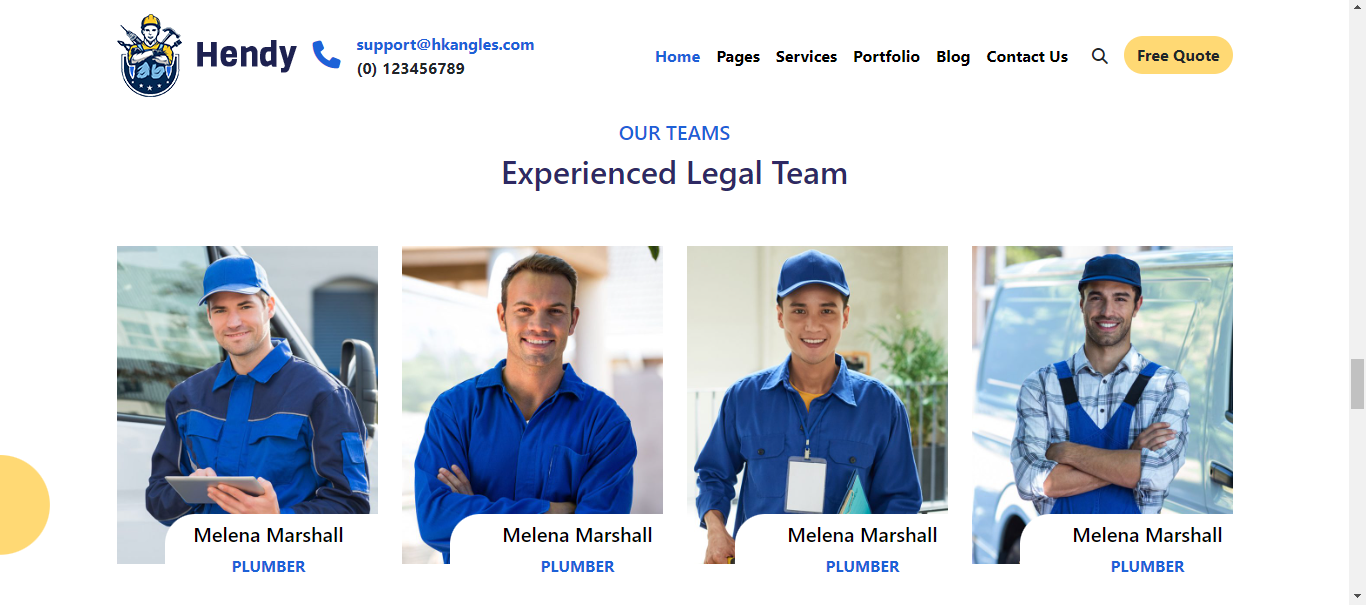 Hendy
support@hkangles.com
(0) 123456789
Home Pages Services Portfolio Blog Contact Us Free Quote
OUR TEAMS
Experienced Legal Team
Melena Marshall
PLUMBER
Melena Marshall
PLUMBER
Melena Marshall
PLUMBER
Melena Marshall
PLUMBER